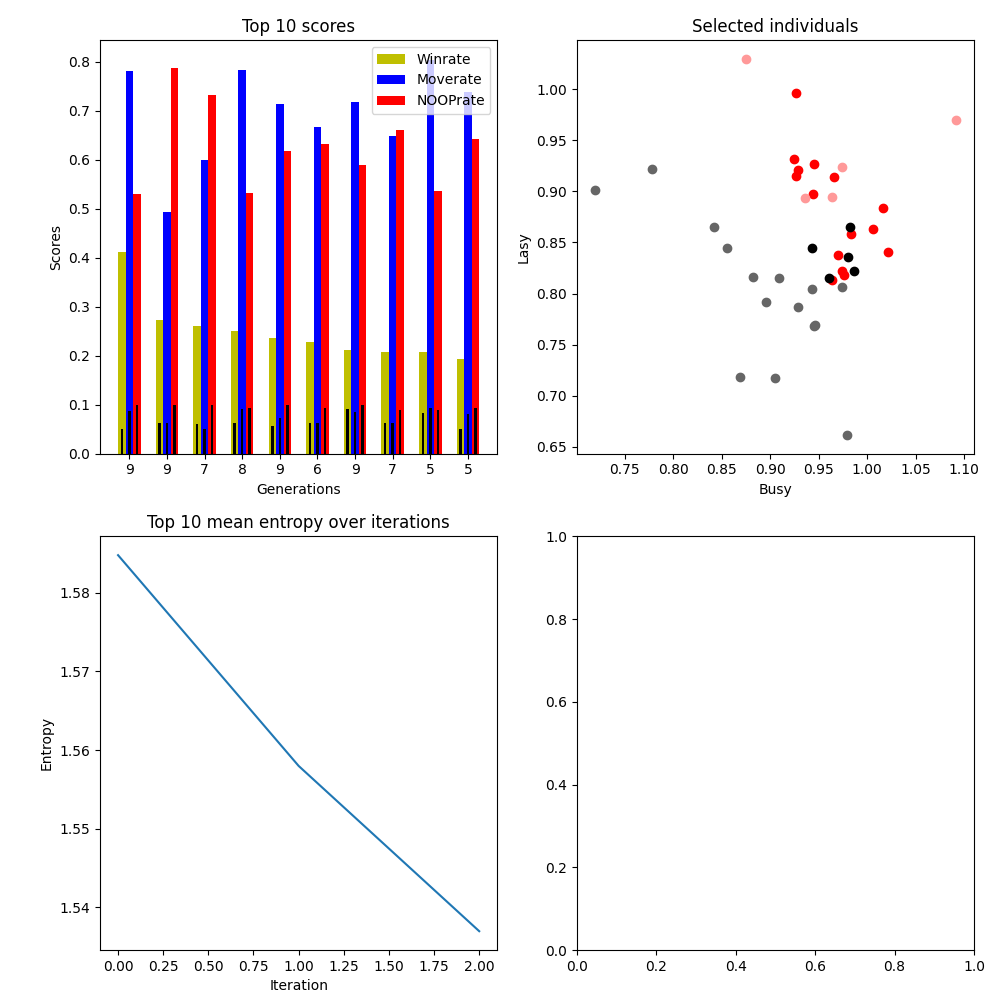 Top 10 scores
Scores
0.8
0.7
0.6
0.5
0.4
0.3
0.2
0.1
0.0
Winrate
Moverate
NOOPrate
9 9 7 8 9 6 9 7 5 5
Generations
Selected individuals
Lasy
1.00
0.95
0.90
0.85
0.80
0.75
0.70
0.65
0.75 0.80 0.85 0.90 0.95 1.00 1.05 1.10
Busy
Top 10 mean entropy over iterations
Entropy
1.58
1.57
1.56
1.55
1.54
0.00 0.25 0.50 0.75 1.00 1.25 1.50 1.75 2.00
Iteration
1.0
0.8
0.6
0.4
0.2
0.0
0.0 0.2 0.4 0.6 0.8 1.0